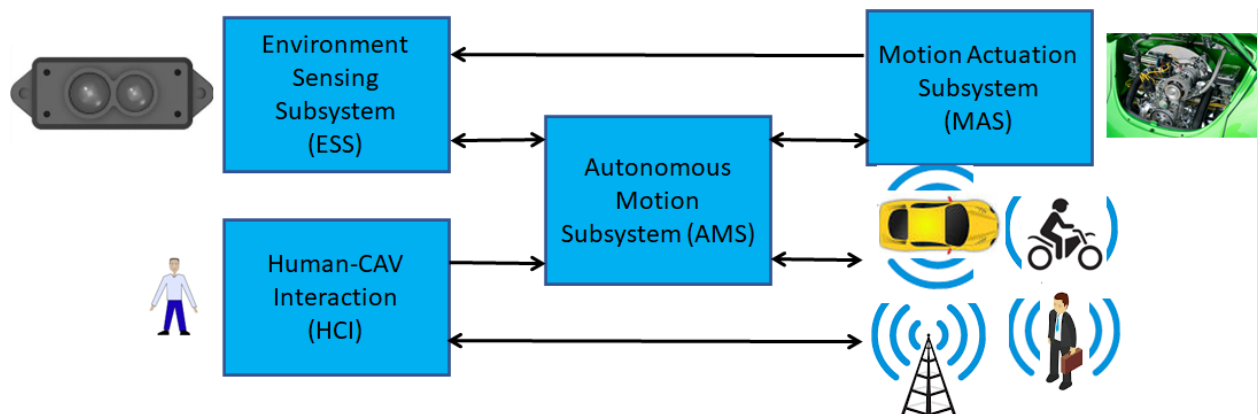 Environment
Sensing
Subsystem
(ESS)
Motion Actuation
Subsystem
(MAS)
Autonomous
Motion
Subsystem (AMS)
Human-CAV
Interaction
(HCI)